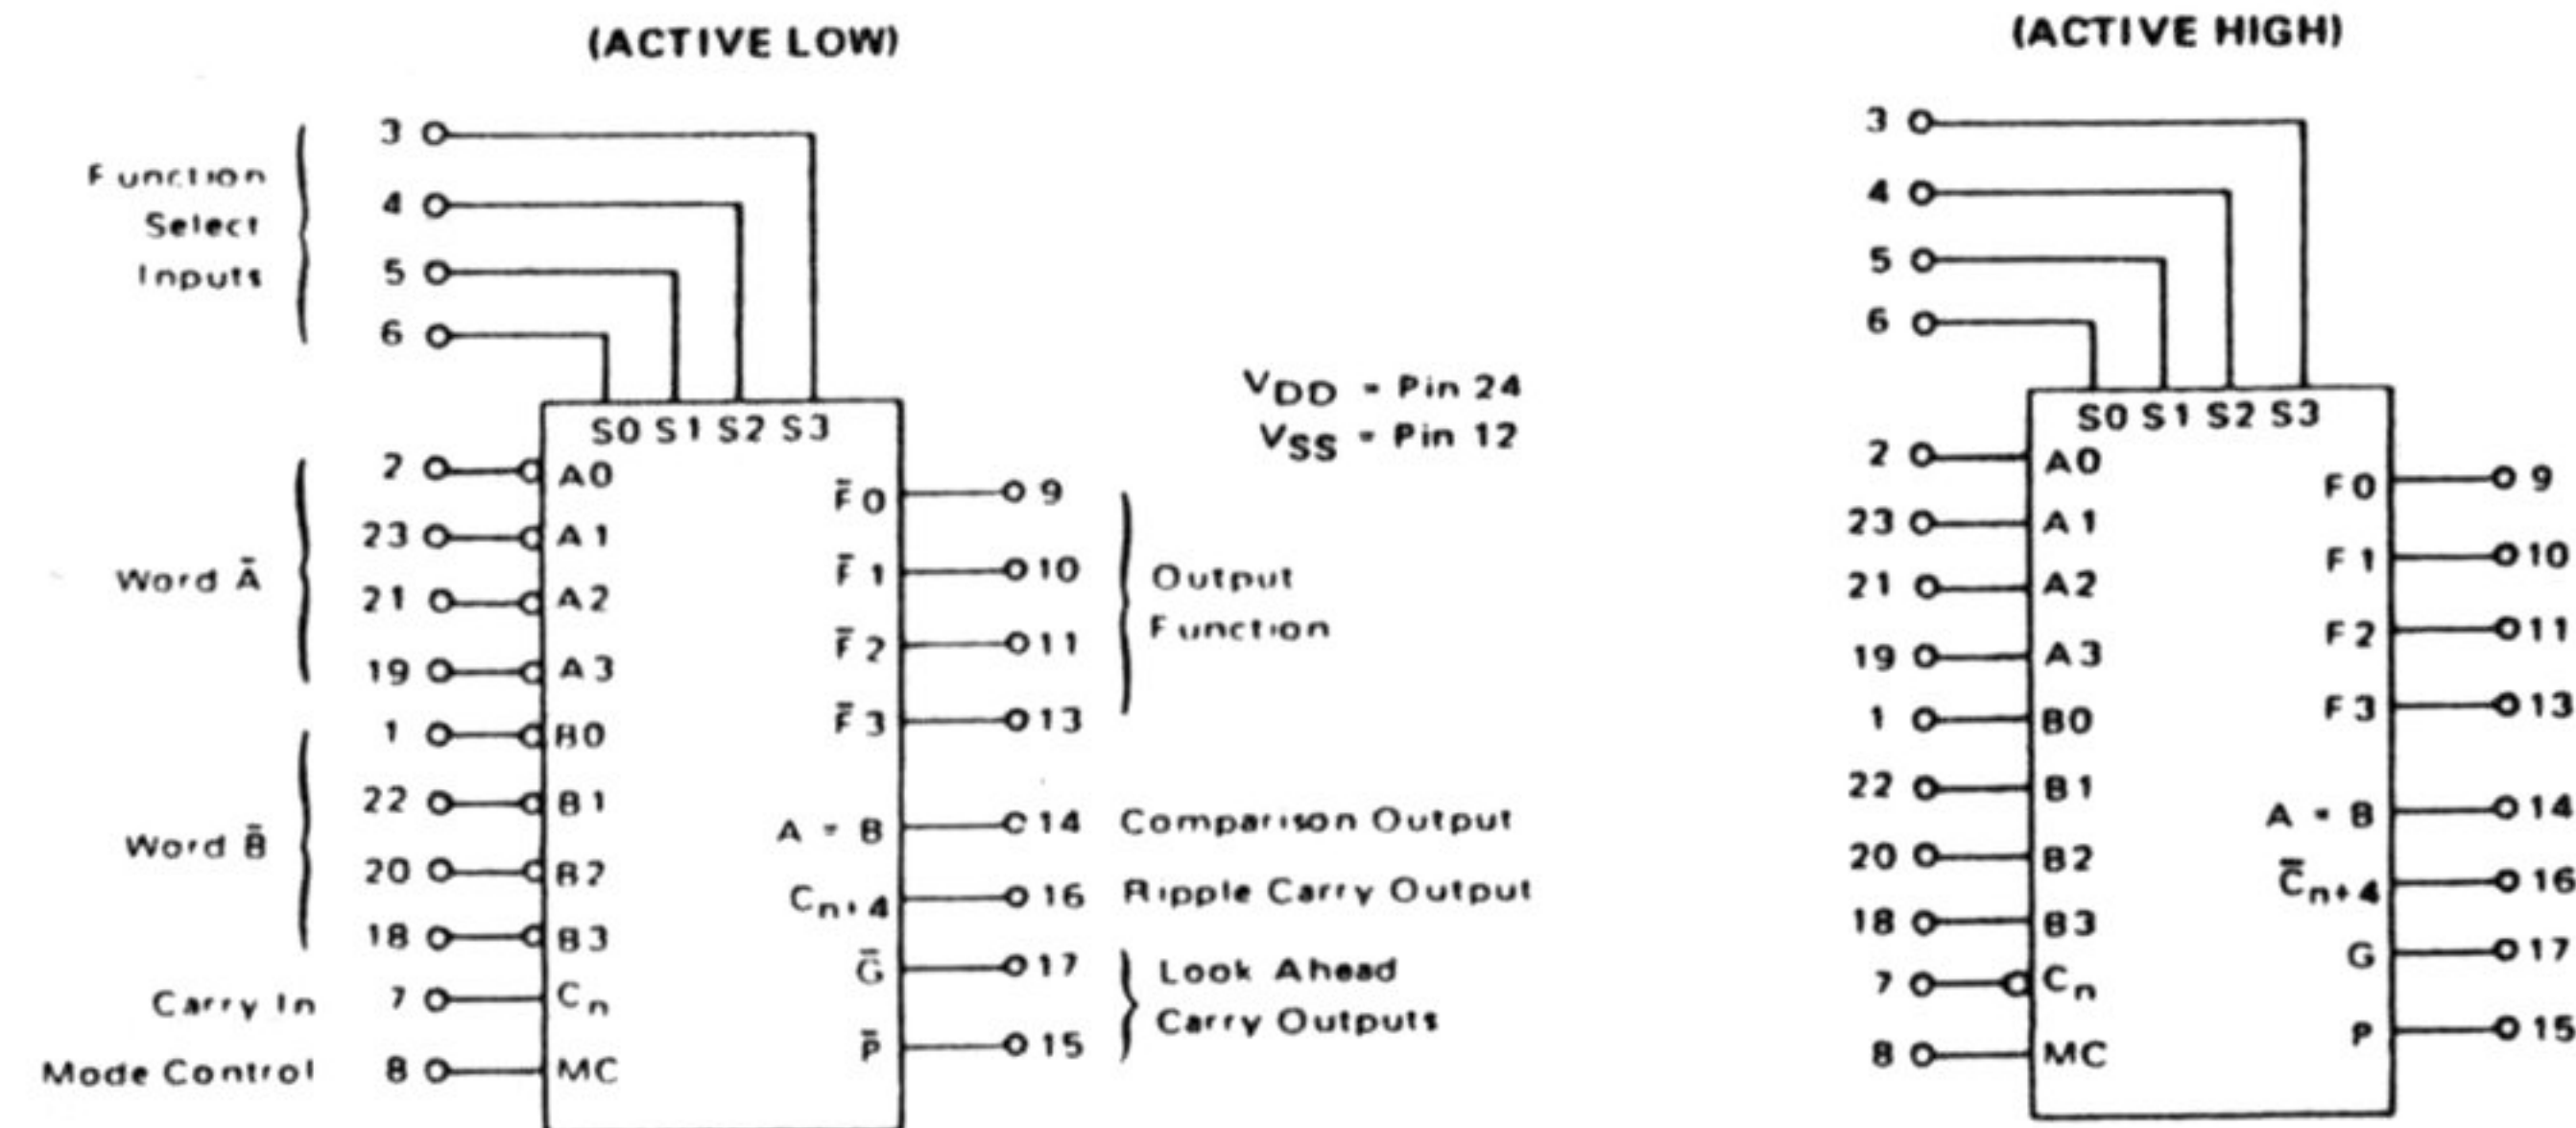 (ACTIVE LOW)
3
4
5
6
Function
Select
Inputs
S0 S1 S2 S3
2 A0
23 A1
21 A2
19 A3
Word Ā
1 B0
22 B1
20 B2
18 B3
Word B̄
Carry In 7 Cn
Mode Control 8 MC
F̄0 9
F̄1 10
F̄2 11
F̄3 13
Output
Function
A = B 14 Comparison Output
Cn+4 16 Ripple Carry Output
Ḡ 17
P̄ 15
Look Ahead
Carry Outputs
VDD = Pin 24
VSS = Pin 12
(ACTIVE HIGH)
3
4
5
6
S0 S1 S2 S3
2 A0
23 A1
21 A2
19 A3
1 B0
22 B1
20 B2
18 B3
7 Cn
8 MC
F0 9
F1 10
F2 11
F3 13
A = B 14
C̄n+4 16
G 17
P 15